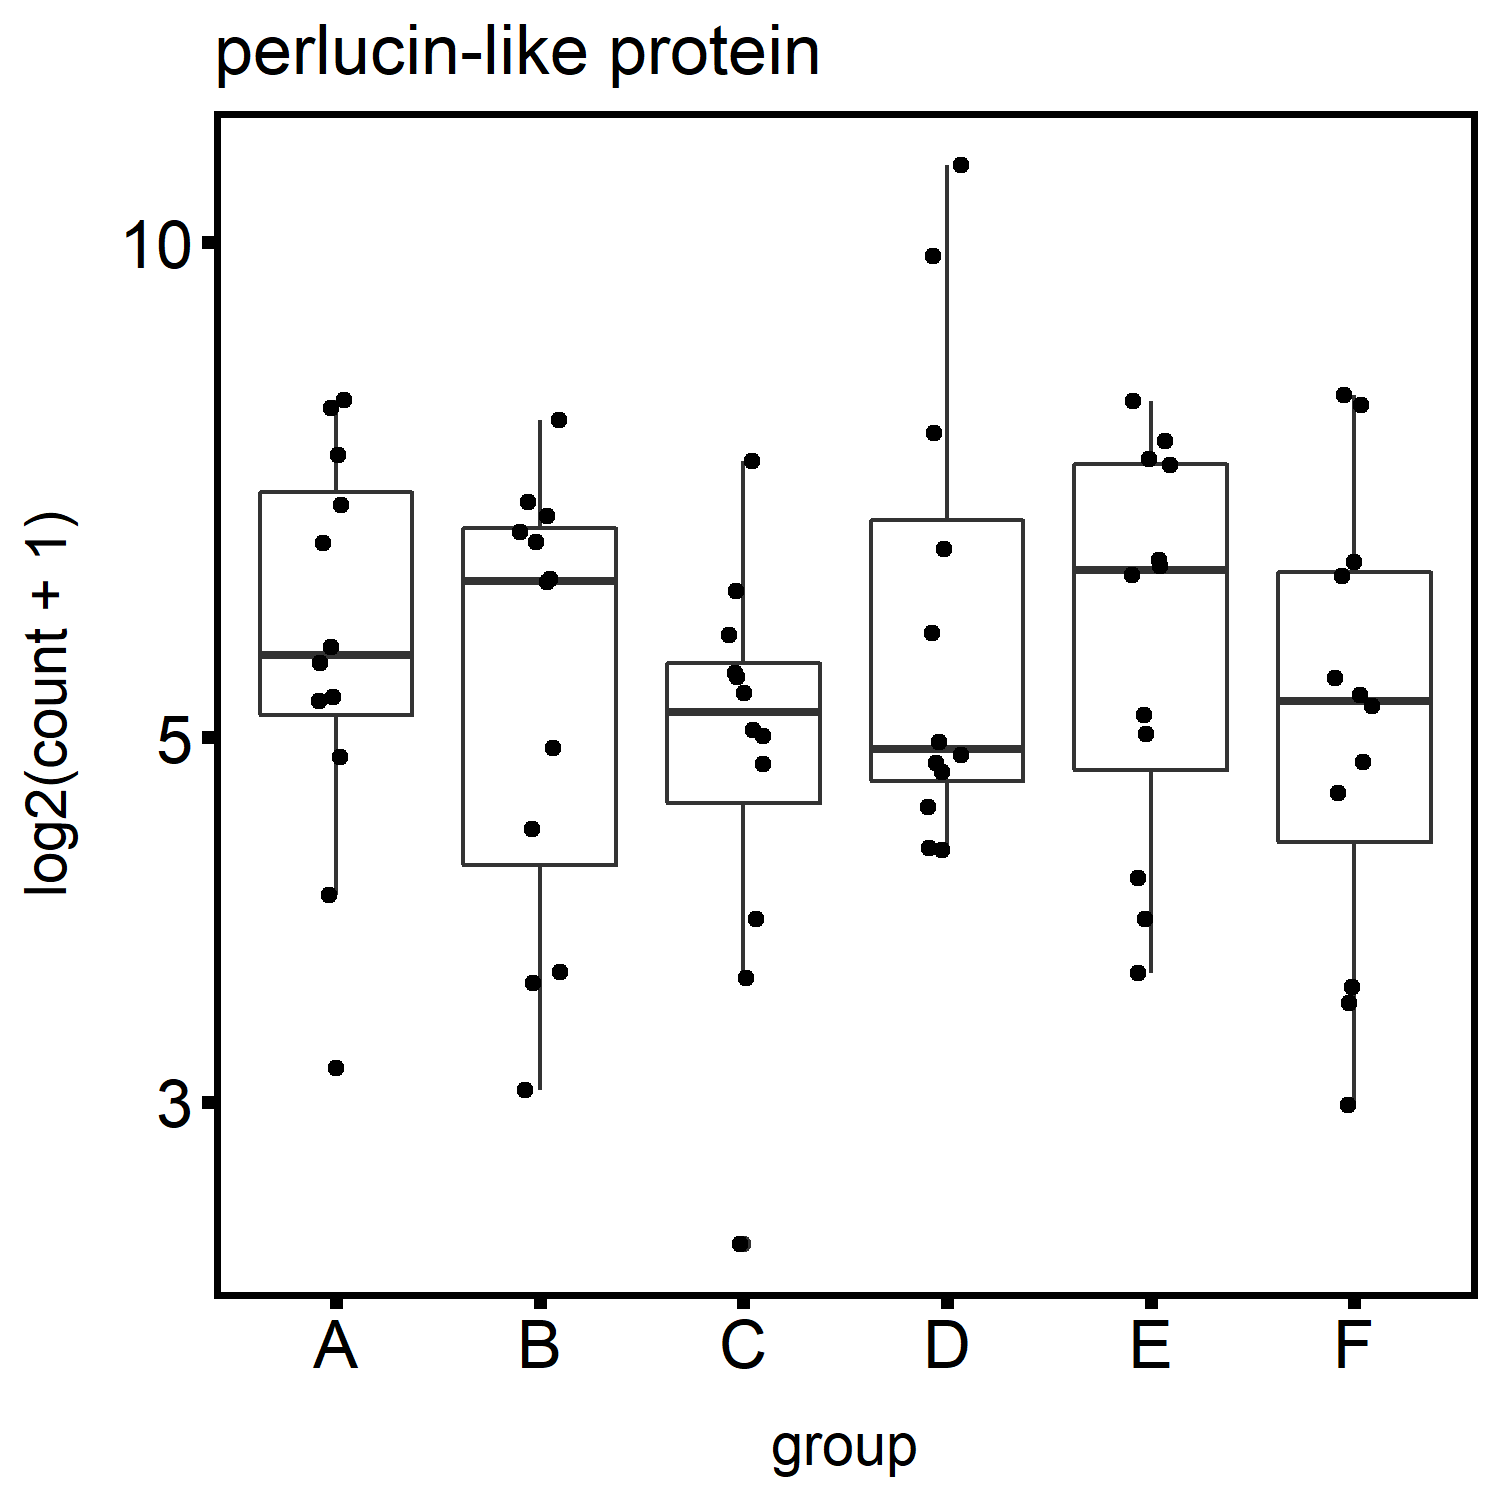 perlucin-like protein
10
5
3
log2(count + 1)
A B C D E F
group